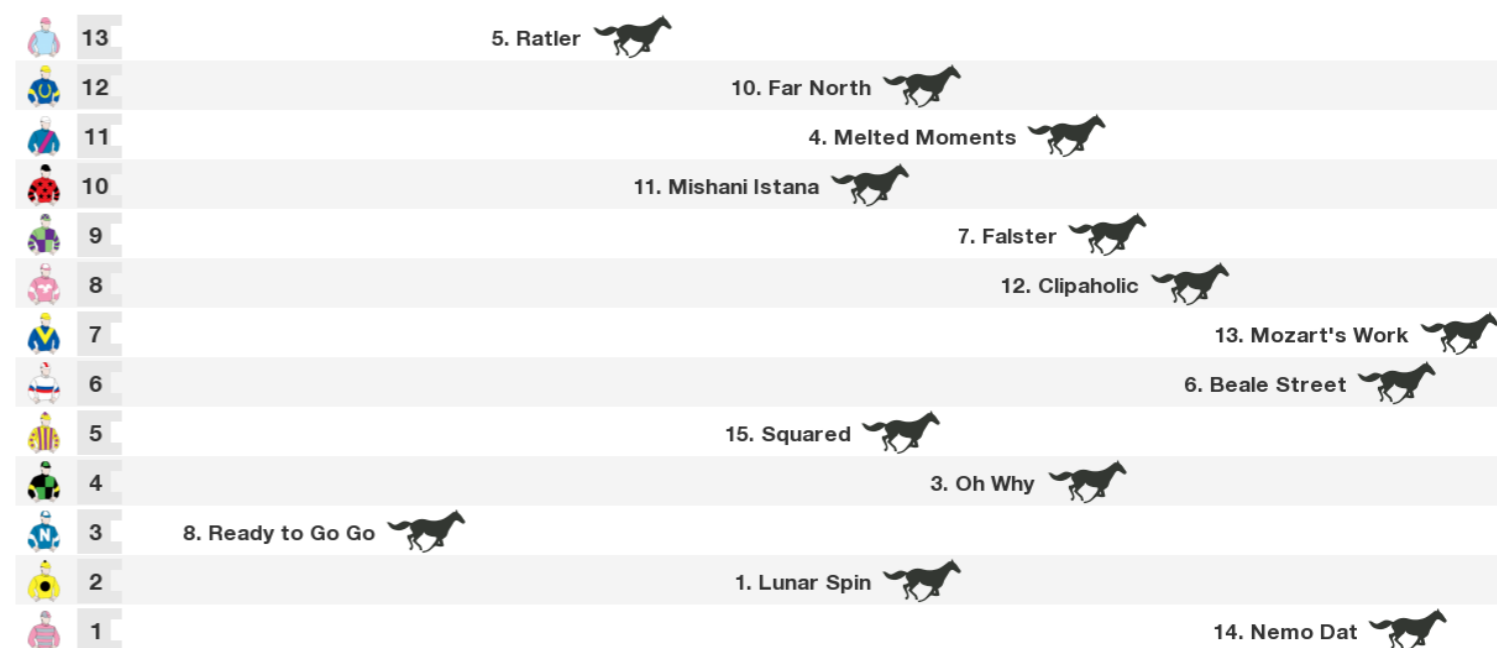 13 5. Ratler
12 10. Far North
11 4. Melted Moments
10 11. Mishani Istana
9 7. Falster
8 12. Clipaholic
7 13. Mozart's Work
6 6. Beale Street
5 15. Squared
4 3. Oh Why
N 3 8. Ready to Go Go
2 1. Lunar Spin
1 14. Nemo Dat